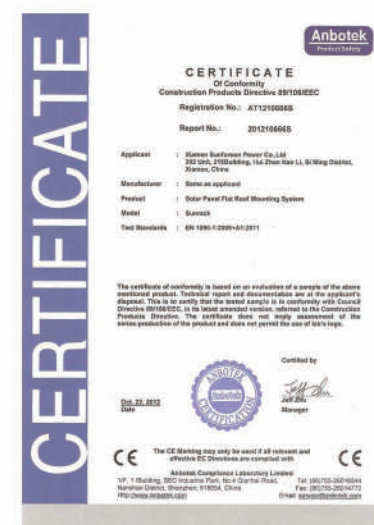 CERTIFICATE
Anbotek
Product Safety
CERTIFICATE
Of Conformity
Construction Products Directive 89/106/EEC
Registration No.: AT1210666S
Report No.: 201210666S
Applicant : Xiamen Sunforson Power Co.,Ltd
Xiamen, China
Manufacturer : Same as applicant
Product : Solar Panel Flat Roof Mounting System
Model : Sunrack
Test Standards : EN 1090-1:2009+A1:2011
The certificate of conformity is based on an evaluation of a sample of the above
mentioned product. Technical report and documentation are at the applicant's
disposal. This is to certify that the tested sample is in conformity with Council
Directive 89/106/EEC, in its latest amended version, referred to the Construction
Products Directive. The certificate does not imply assessment of the
series-production of the product and does not permit the use of lab's logo.
Certified by
ANBOTEK
Anbotek
CERTIFICATION
Oct. 22, 2012
Date
Manager
CE
The CE Marking may only be used if all relevant and
effective EC Directives are complied with
CE
Anbotek Compliance Laboratory Limited
Nanshan District, Shenzhen, 518054, China
Http://www.anbotek.com
Email: service@anbotek.com